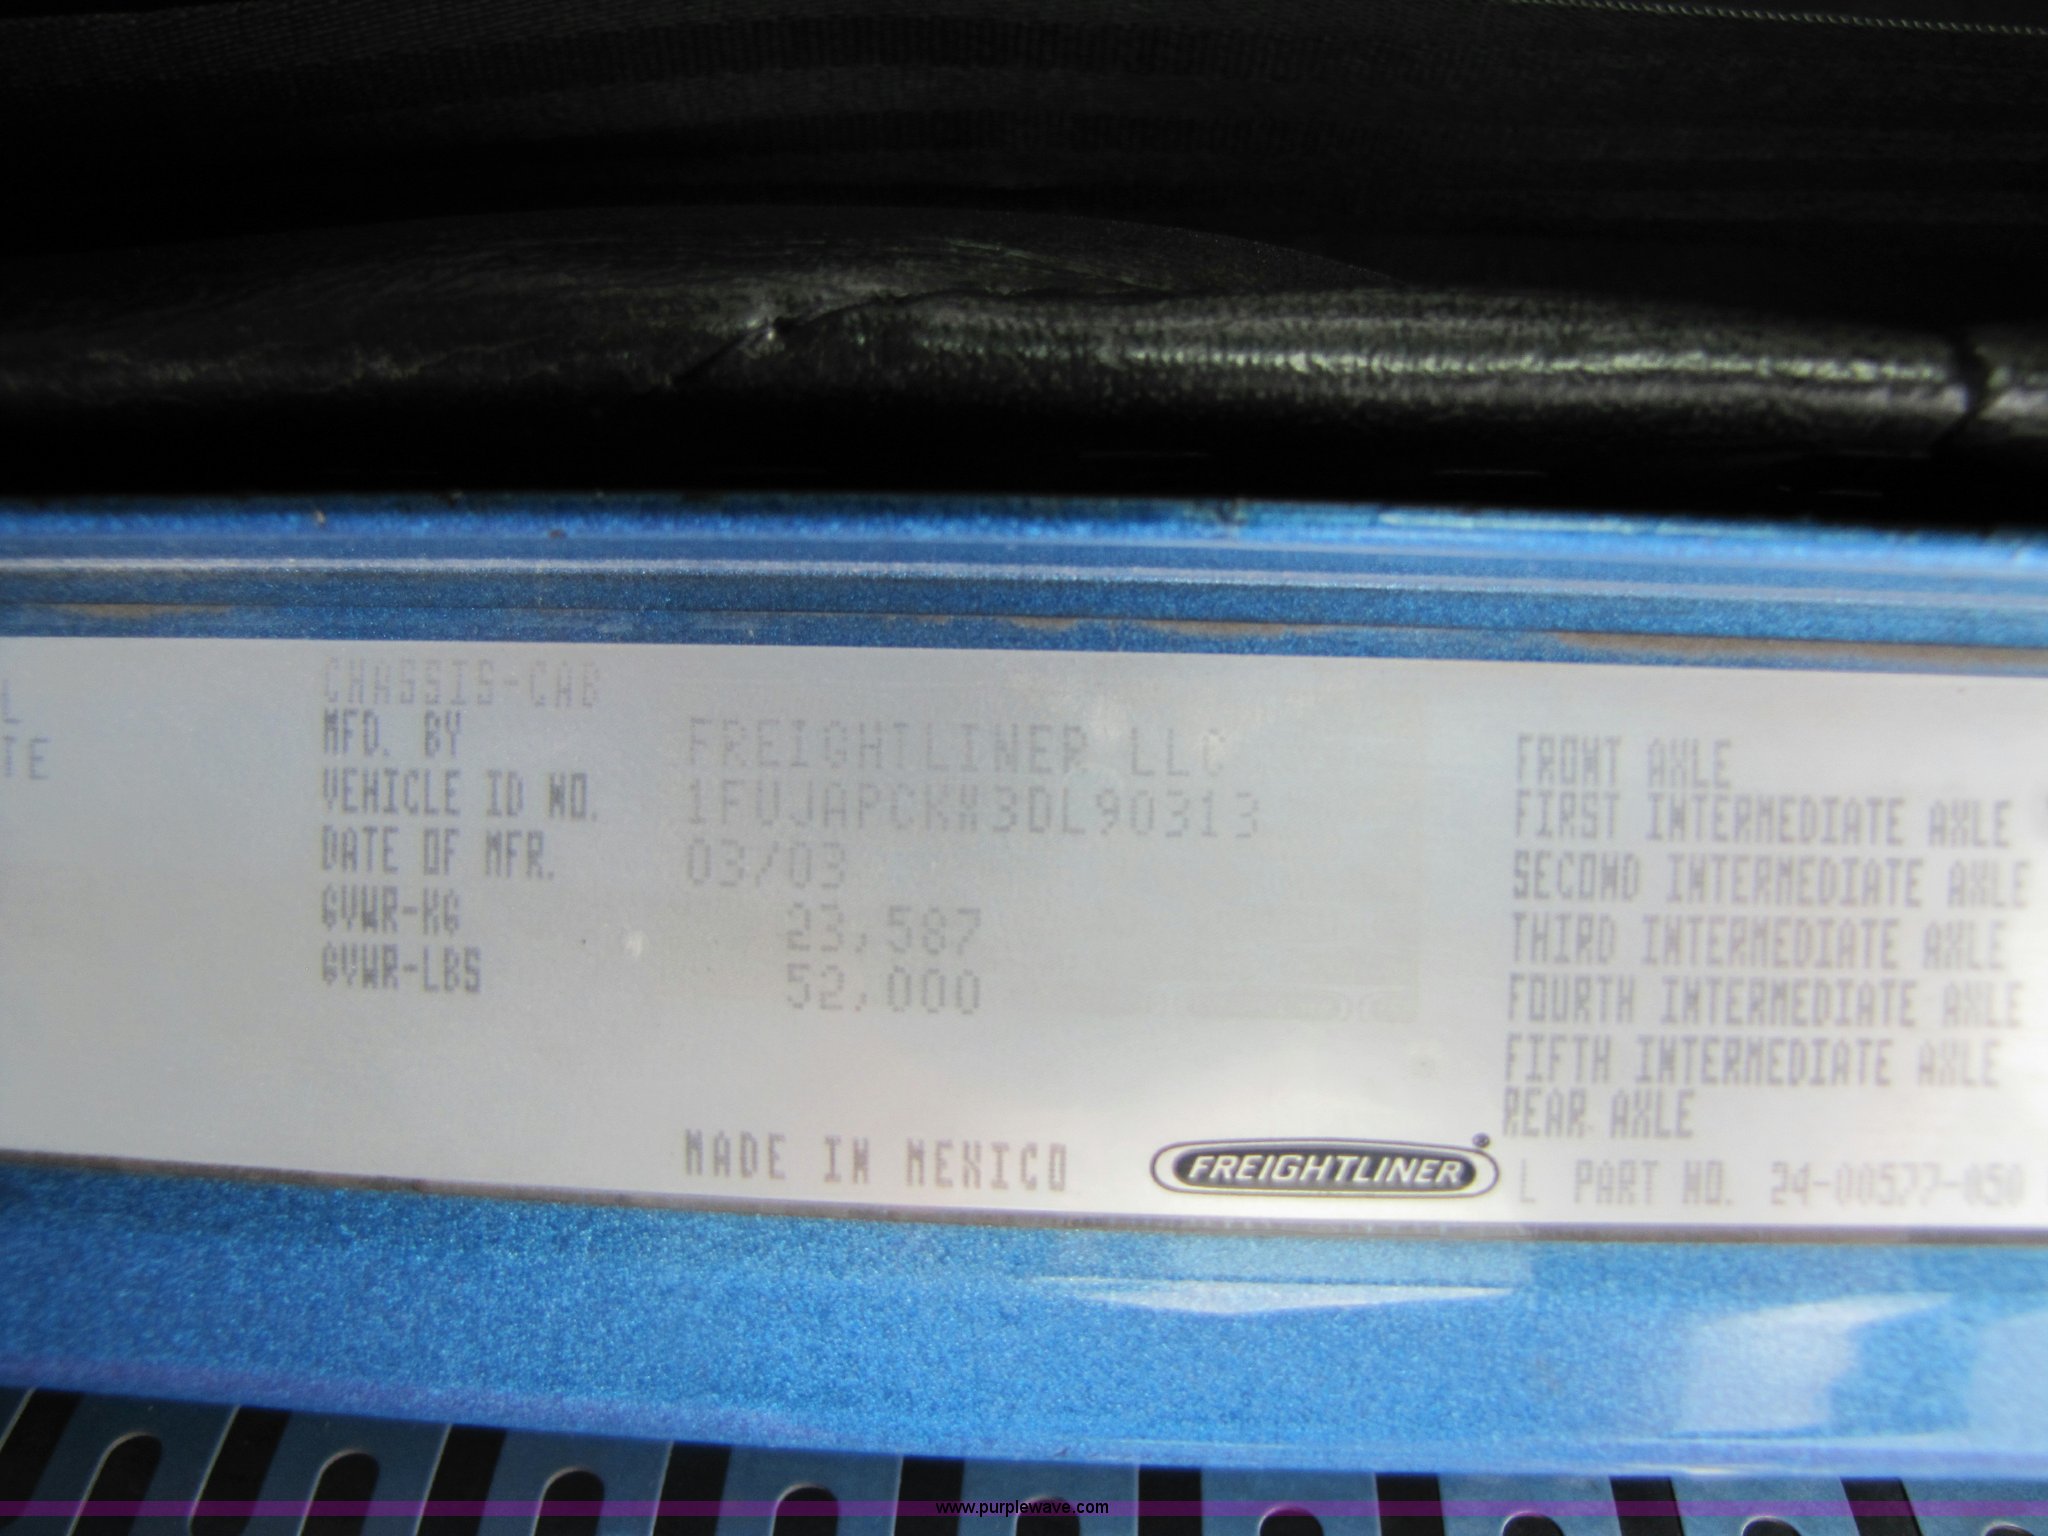 TE
CHASSIS-CAB
MFD. BY FREIGHTLINER LLC
VEHICLE ID NO. 1FUJAPCKX3DL90313
DATE OF MFR. 03/03
GVWR-KG 23,587
GVWR-LBS 52,000
MADE IN MEXICO
FREIGHTLINER®
FRONT AXLE
FIRST INTERMEDIATE AXLE
SECOND INTERMEDIATE AXLE
THIRD INTERMEDIATE AXLE
FOURTH INTERMEDIATE AXLE
FIFTH INTERMEDIATE AXLE
REAR AXLE
L PART NO. 24-00577-050
www.purplewave.com